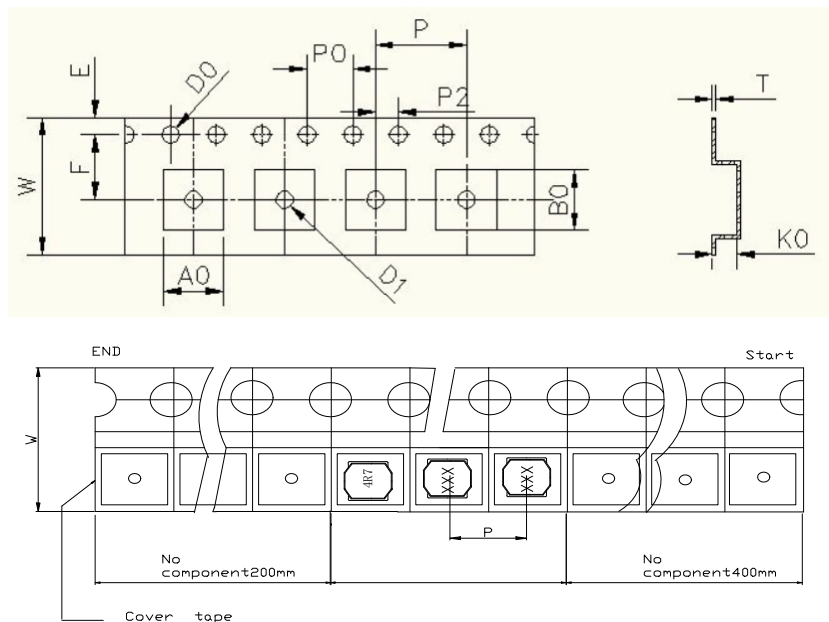 P
P0
P2
D0
E
T
F
W
B0
K0
A0
D1
END
Start
W
4R7
XXX
XXX
P
No
component200mm
No
component400mm
Cover tape